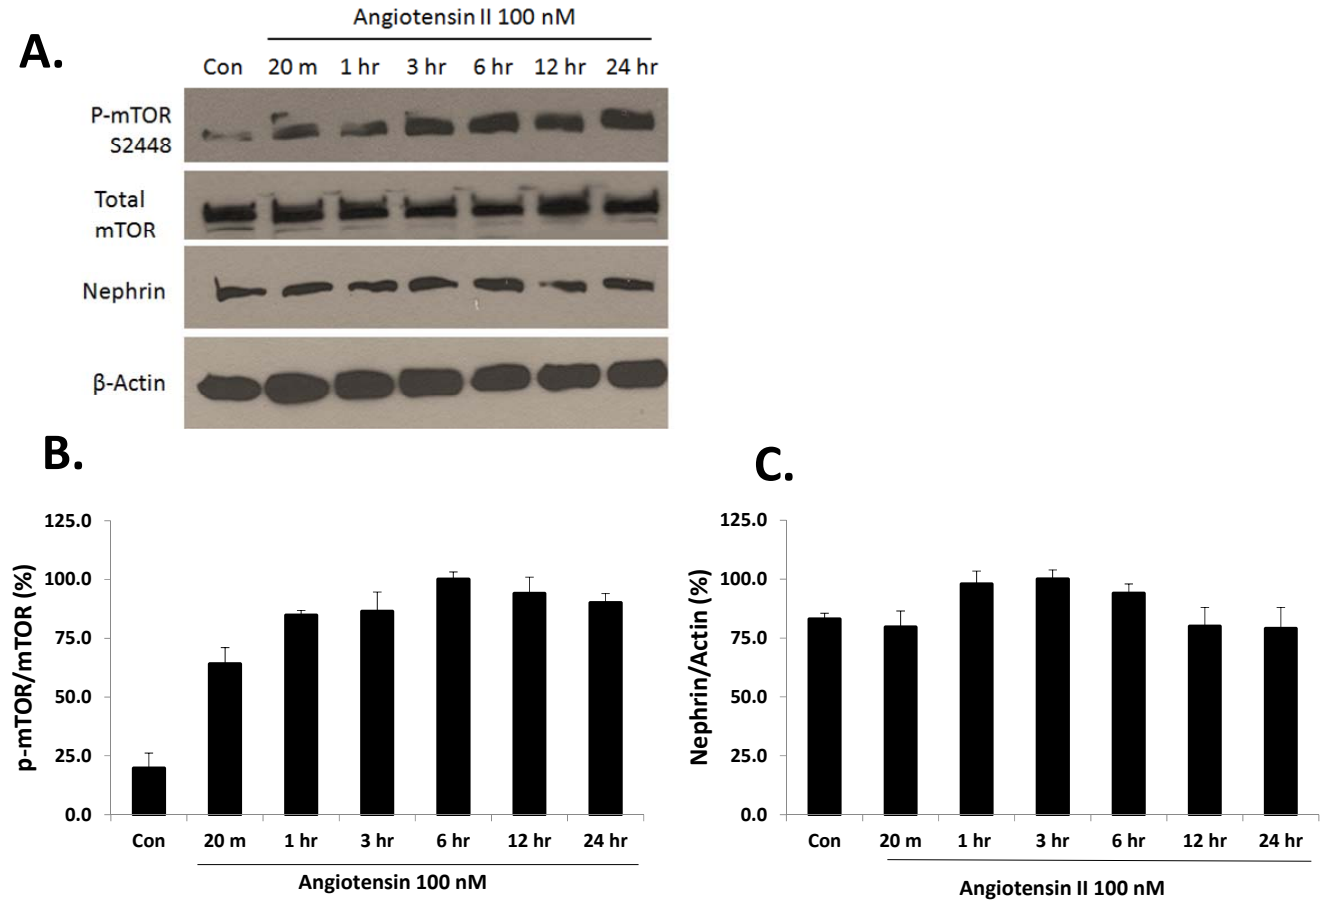 Angiotensin II 100 nM
A.
Con 20 m 1 hr 3 hr 6 hr 12 hr 24 hr
P-mTOR
S2448
Total
mTOR
Nephrin
β-Actin
B.
C.
p-mTOR/mTOR (%)
125.0
100.0
75.0
50.0
25.0
0.0
Con 20 m 1 hr 3 hr 6 hr 12 hr 24 hr
Angiotensin 100 nM
Nephrin/Actin (%)
125.0
100.0
75.0
50.0
25.0
0.0
Con 20 m 1 hr 3 hr 6 hr 12 hr 24 hr
Angiotensin II 100 nM